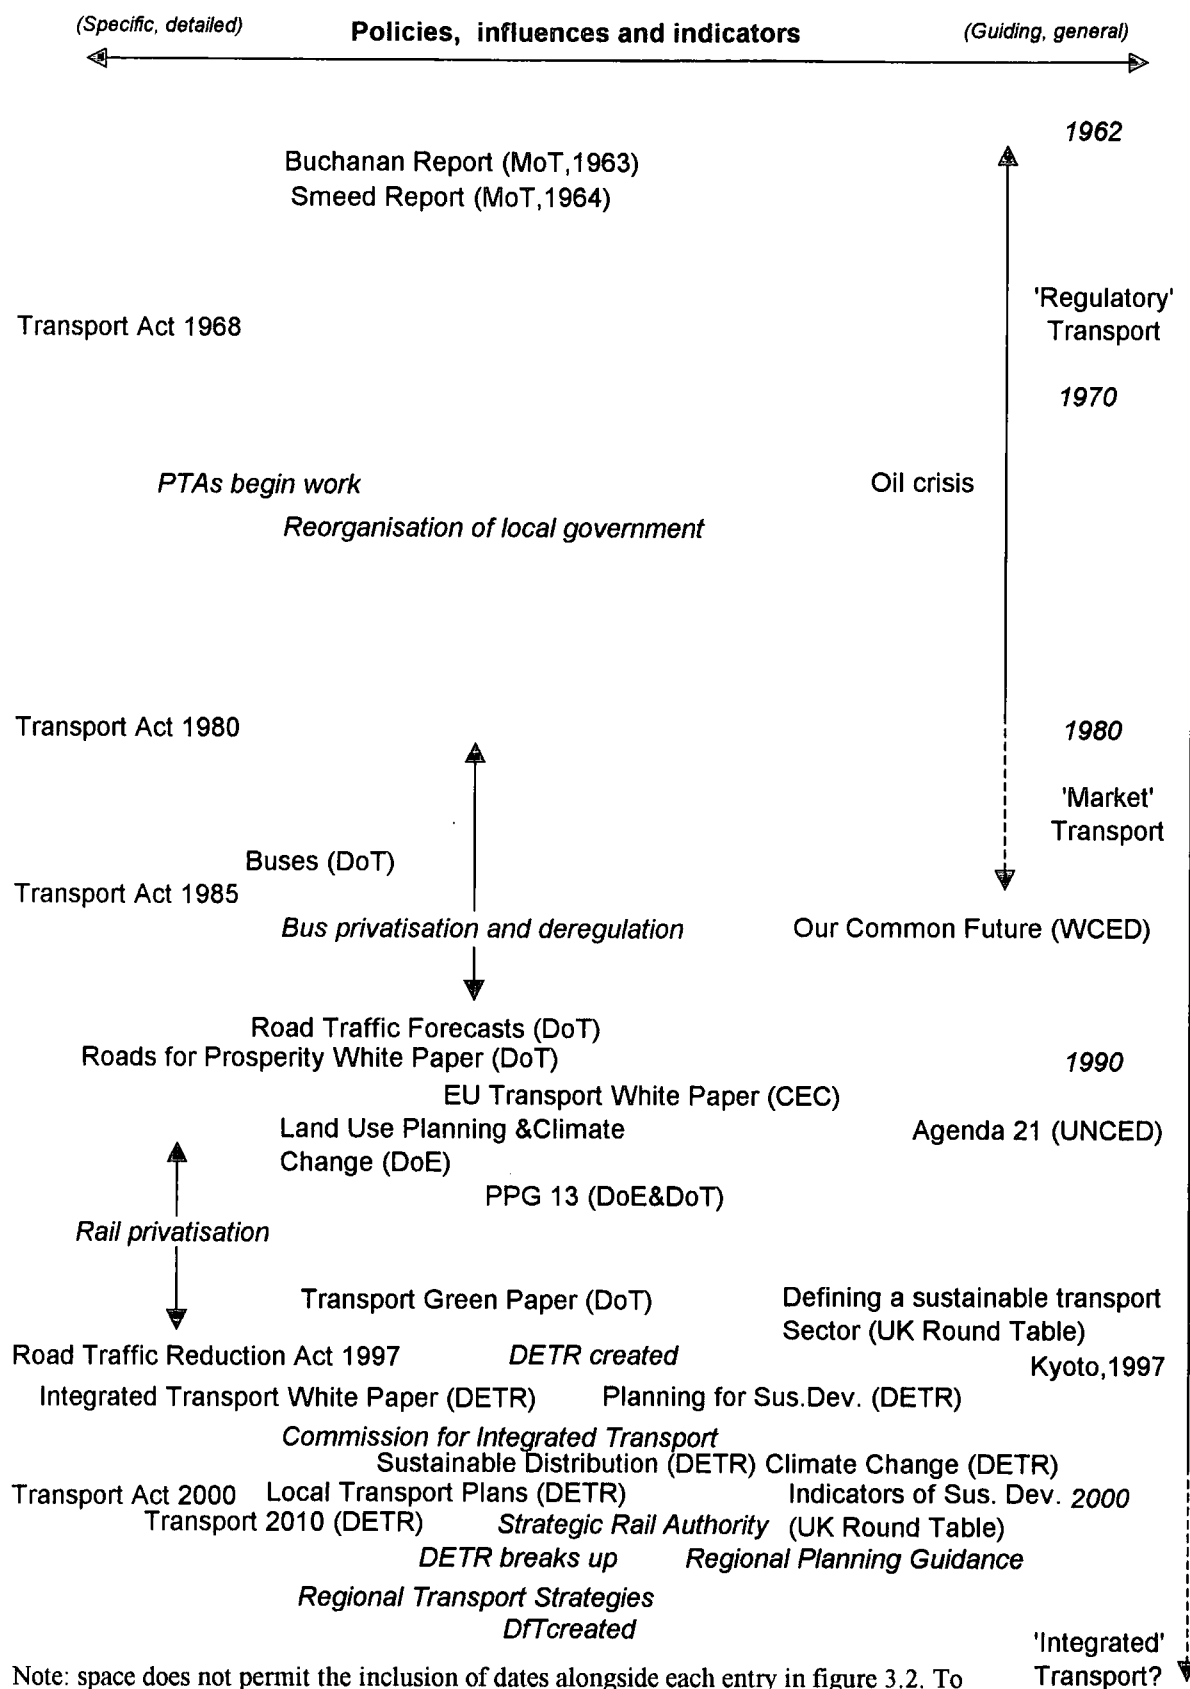 (Specific, detailed) Policies, influences and indicators (Guiding, general)
1962
Buchanan Report (MoT,1963)
Smeed Report (MoT,1964)
'Regulatory'
Transport Act 1968 Transport
1970
PTAs begin work Oil crisis
Reorganisation of local government
Transport Act 1980 1980
'Market'
Transport
Buses (DoT)
Transport Act 1985
Bus privatisation and deregulation Our Common Future (WCED)
Road Traffic Forecasts (DoT)
Roads for Prosperity White Paper (DoT) 1990
EU Transport White Paper (CEC)
Land Use Planning &Climate Agenda 21 (UNCED)
Change (DoE)
PPG 13 (DoE&DoT)
Rail privatisation
Transport Green Paper (DoT) Defining a sustainable transport
Sector (UK Round Table)
Road Traffic Reduction Act 1997 DETR created Kyoto,1997
Integrated Transport White Paper (DETR) Planning for Sus.Dev. (DETR)
Commission for Integrated Transport
Sustainable Distribution (DETR) Climate Change (DETR)
Transport Act 2000 Local Transport Plans (DETR) Indicators of Sus. Dev. 2000
Transport 2010 (DETR) Strategic Rail Authority (UK Round Table)
DETR breaks up Regional Planning Guidance
Regional Transport Strategies
DfTcreated
'Integrated'
Note: space does not permit the inclusion of dates alongside each entry in figure 3.2. To Transport?